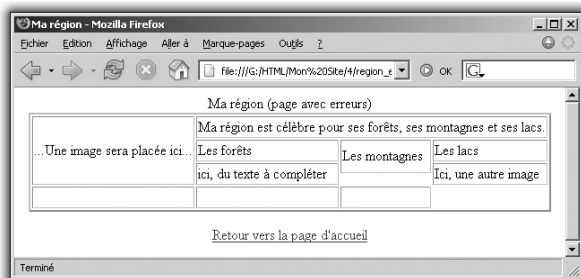 Ma région - Mozilla Firefox
Fichier Edition Affichage Aller à Marque-pages Outils ?
file:///G:/HTML/Mon%20Site/4/region_e OK G
Ma région (page avec erreurs)
Ma région est célèbre pour ses forêts, ses montagnes et ses lacs.
...Une image sera placée ici... Les forêts Les montagnes Les lacs
ici, du texte à compléter Ici, une autre image
Retour vers la page d'accueil
Terminé